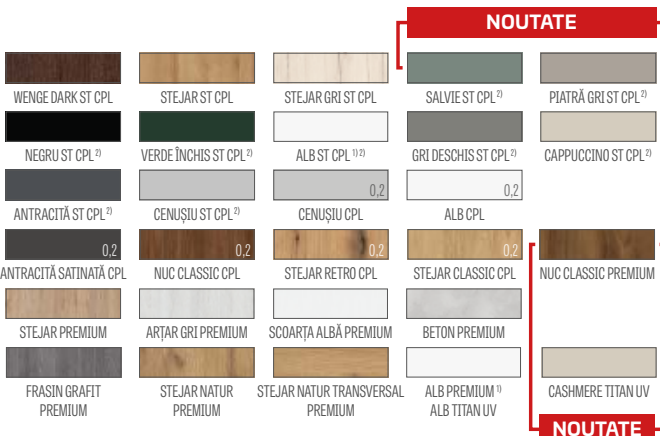 NOUTATE
WENGE DARK ST CPL
STEJAR ST CPL
STEJAR GRI ST CPL
SALVIE ST CPL 2)
PIATRĂ GRI ST CPL 2)
NEGRU ST CPL 2)
VERDE ÎNCHIS ST CPL 2)
ALB ST CPL 1) 2)
GRI DESCHIS ST CPL 2)
CAPPUCCINO ST CPL 2)
0,2
0,2
ANTRACITĂ ST CPL 2)
CENUȘIU ST CPL 2)
CENUȘIU CPL
ALB CPL
0,2
0,2
0,2
0,2
ANTRACITĂ SATINATĂ CPL
NUC CLASSIC CPL
STEJAR RETRO CPL
STEJAR CLASSIC CPL
NUC CLASSIC PREMIUM
STEJAR PREMIUM
ARȚAR GRI PREMIUM
SCOARȚA ALBĂ PREMIUM
BETON PREMIUM
FRASIN GRAFIT
PREMIUM
STEJAR NATUR
PREMIUM
STEJAR NATUR TRANSVERSAL
PREMIUM
ALB PREMIUM 1)
ALB TITAN UV
CASHMERE TITAN UV
NOUTATE